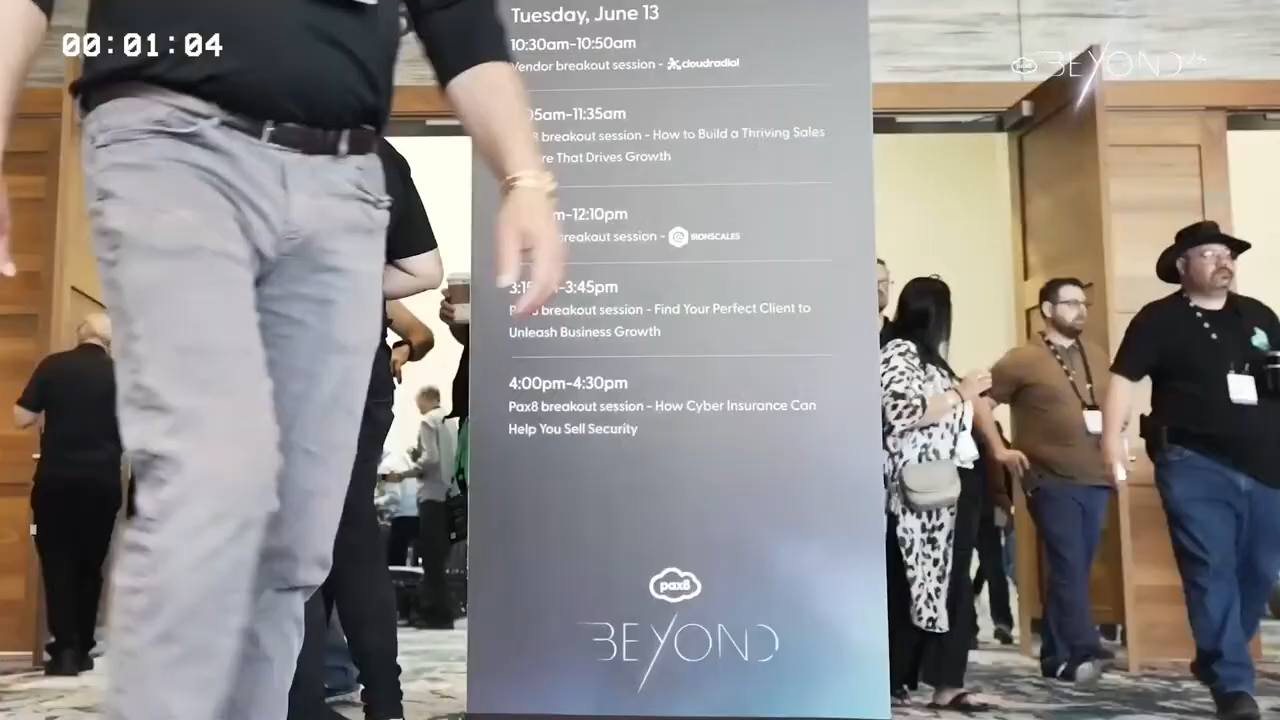 00:01:04
BEYOND
Tuesday, June 13
10:30am-10:50am
Vendor breakout session - cloudradial
05am-11:35am
breakout session - How to Build a Thriving Sales
re That Drives Growth
m-12:10pm
breakout session - IRONSCALES
3:15 -3:45pm
breakout session - Find Your Perfect Client to
Unleash Business Growth
4:00pm-4:30pm
Pax8 breakout session - How Cyber Insurance Can
Help You Sell Security
pax8
BEYOND